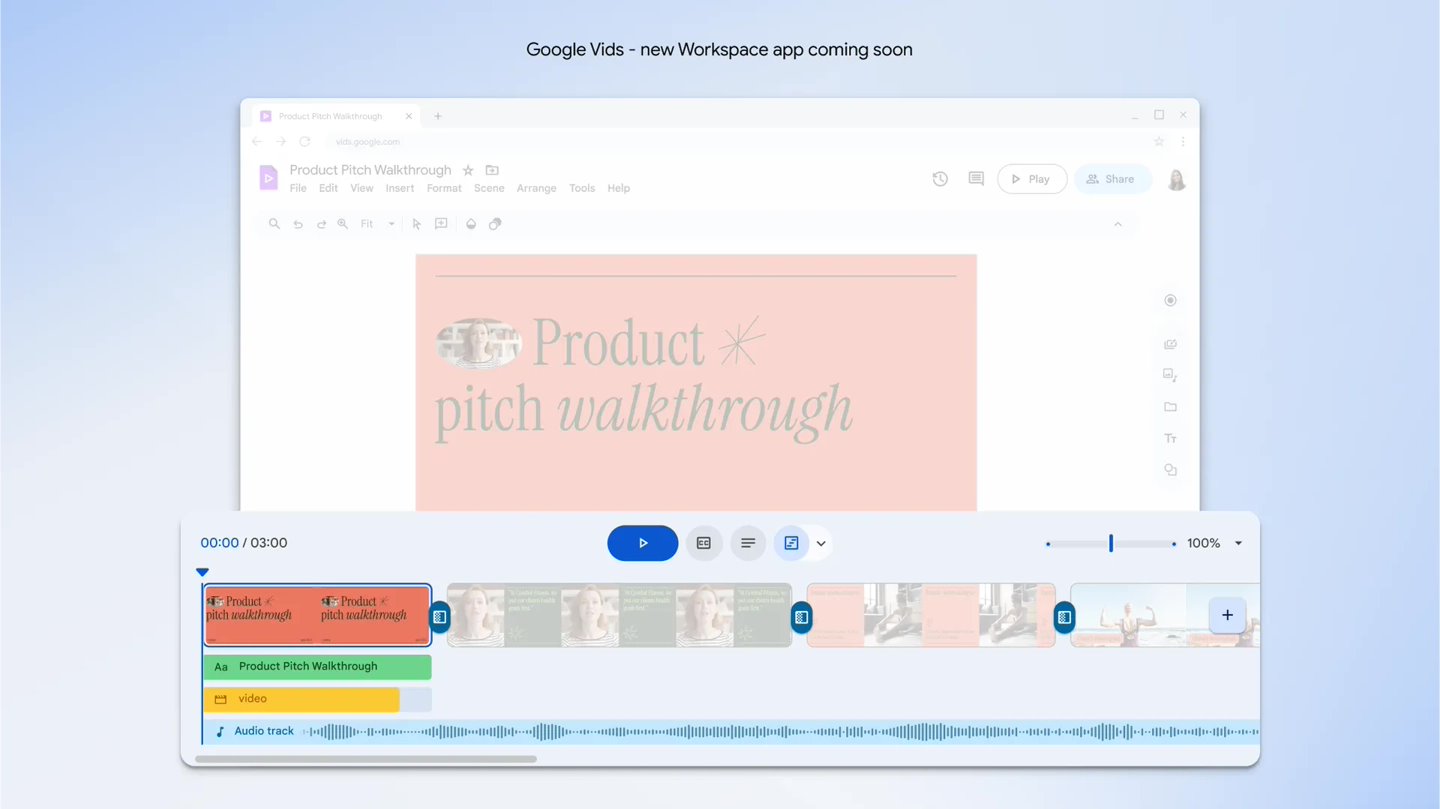 Google Vids - new Workspace app coming soon
Product Pitch Walkthrough
vids.google.com
Product Pitch Walkthrough
File Edit View Insert Format Scene Arrange Tools Help
Play
Share
Fit
Product
pitch walkthrough
Tt
00:00 / 03:00
CC
100%
Product
pitch walkthrough
Product
pitch walkthrough
Aa Product Pitch Walkthrough
video
Audio track